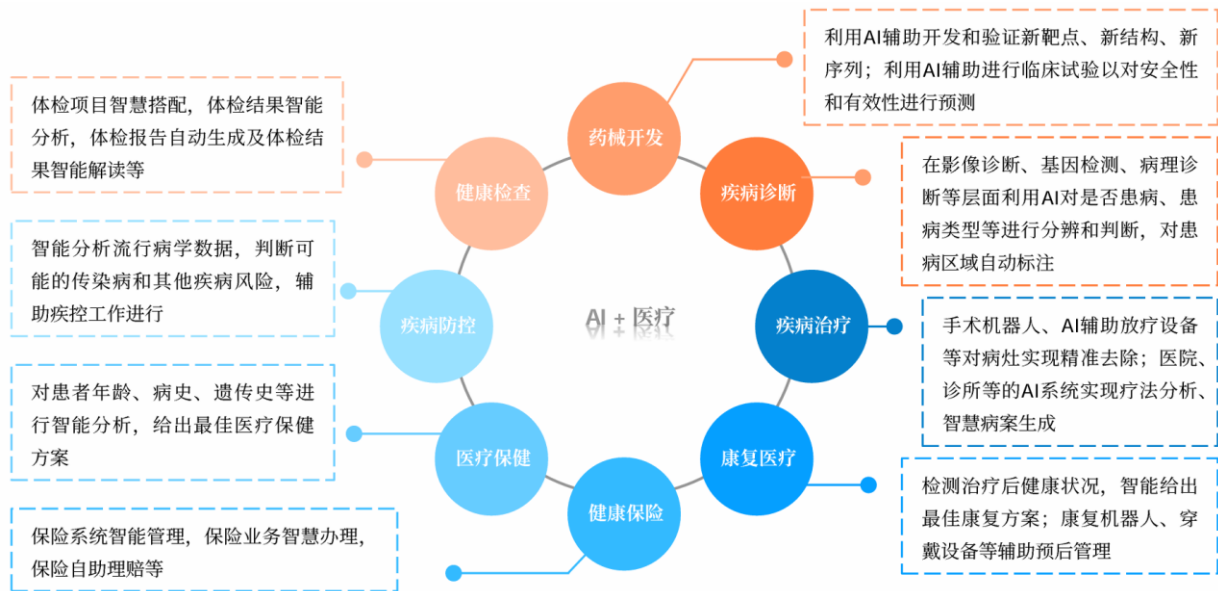 药械开发
利用AI辅助开发和验证新靶点、新结构、新
序列；利用AI辅助进行临床试验以对安全性
和有效性进行预测
疾病诊断
在影像诊断、基因检测、病理诊
断等层面利用AI对是否患病、患
病类型等进行分辨和判断，对患
病区域自动标注
疾病治疗
手术机器人、AI辅助放疗设备
等对病灶实现精准去除；医院、
诊所等的AI系统实现疗法分析、
智慧病案生成
康复医疗
检测治疗后健康状况，智能给出
最佳康复方案；康复机器人、穿
戴设备等辅助预后管理
健康保险
保险系统智能管理，保险业务智慧办理，
保险自助理赔等
医疗保健
对患者年龄、病史、遗传史等进
行智能分析，给出最佳医疗保健
方案
疾病防控
智能分析流行病学数据，判断可
能的传染病和其他疾病风险，辅
助疾控工作进行
健康检查
体检项目智慧搭配，体检结果智能
分析，体检报告自动生成及体检结
果智能解读等
AI + 医疗